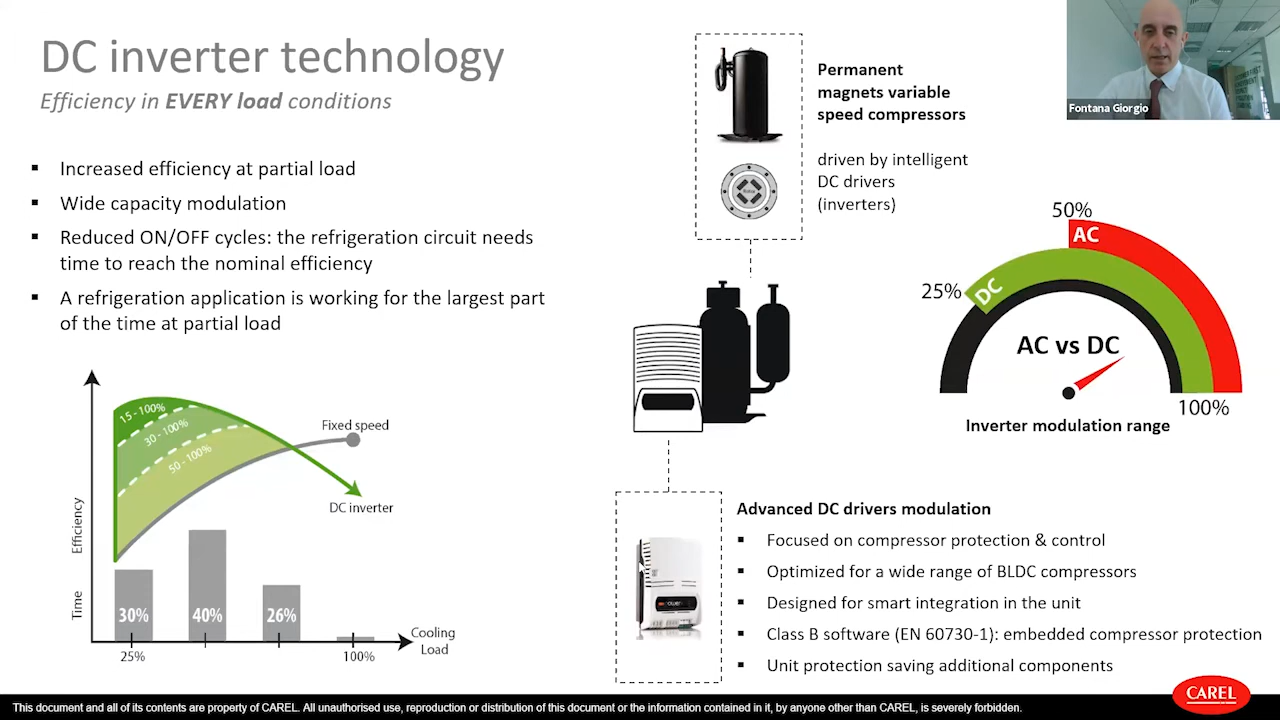 DC inverter technology
Efficiency in EVERY load conditions
▪ Increased efficiency at partial load
▪ Wide capacity modulation
▪ Reduced ON/OFF cycles: the refrigeration circuit needs
time to reach the nominal efficiency
▪ A refrigeration application is working for the largest part
of the time at partial load
Efficiency
Time
15 - 100%
30 - 100%
50 - 100%
Fixed speed
DC inverter
30%
40%
26%
25%
100%
Cooling
Load
Permanent
magnets variable
speed compressors
driven by intelligent
DC drivers
(inverters)
Fontana Giorgio
50%
AC
25%
DC
AC vs DC
100%
Inverter modulation range
Advanced DC drivers modulation
▪ Focused on compressor protection & control
▪ Optimized for a wide range of BLDC compressors
▪ Designed for smart integration in the unit
▪ Class B software (EN 60730-1): embedded compressor protection
▪ Unit protection saving additional components
CAREL
This document and all of its contents are property of CAREL. All unauthorised use, reproduction or distribution of this document or the information contained in it, by anyone other than CAREL, is severely forbidden.